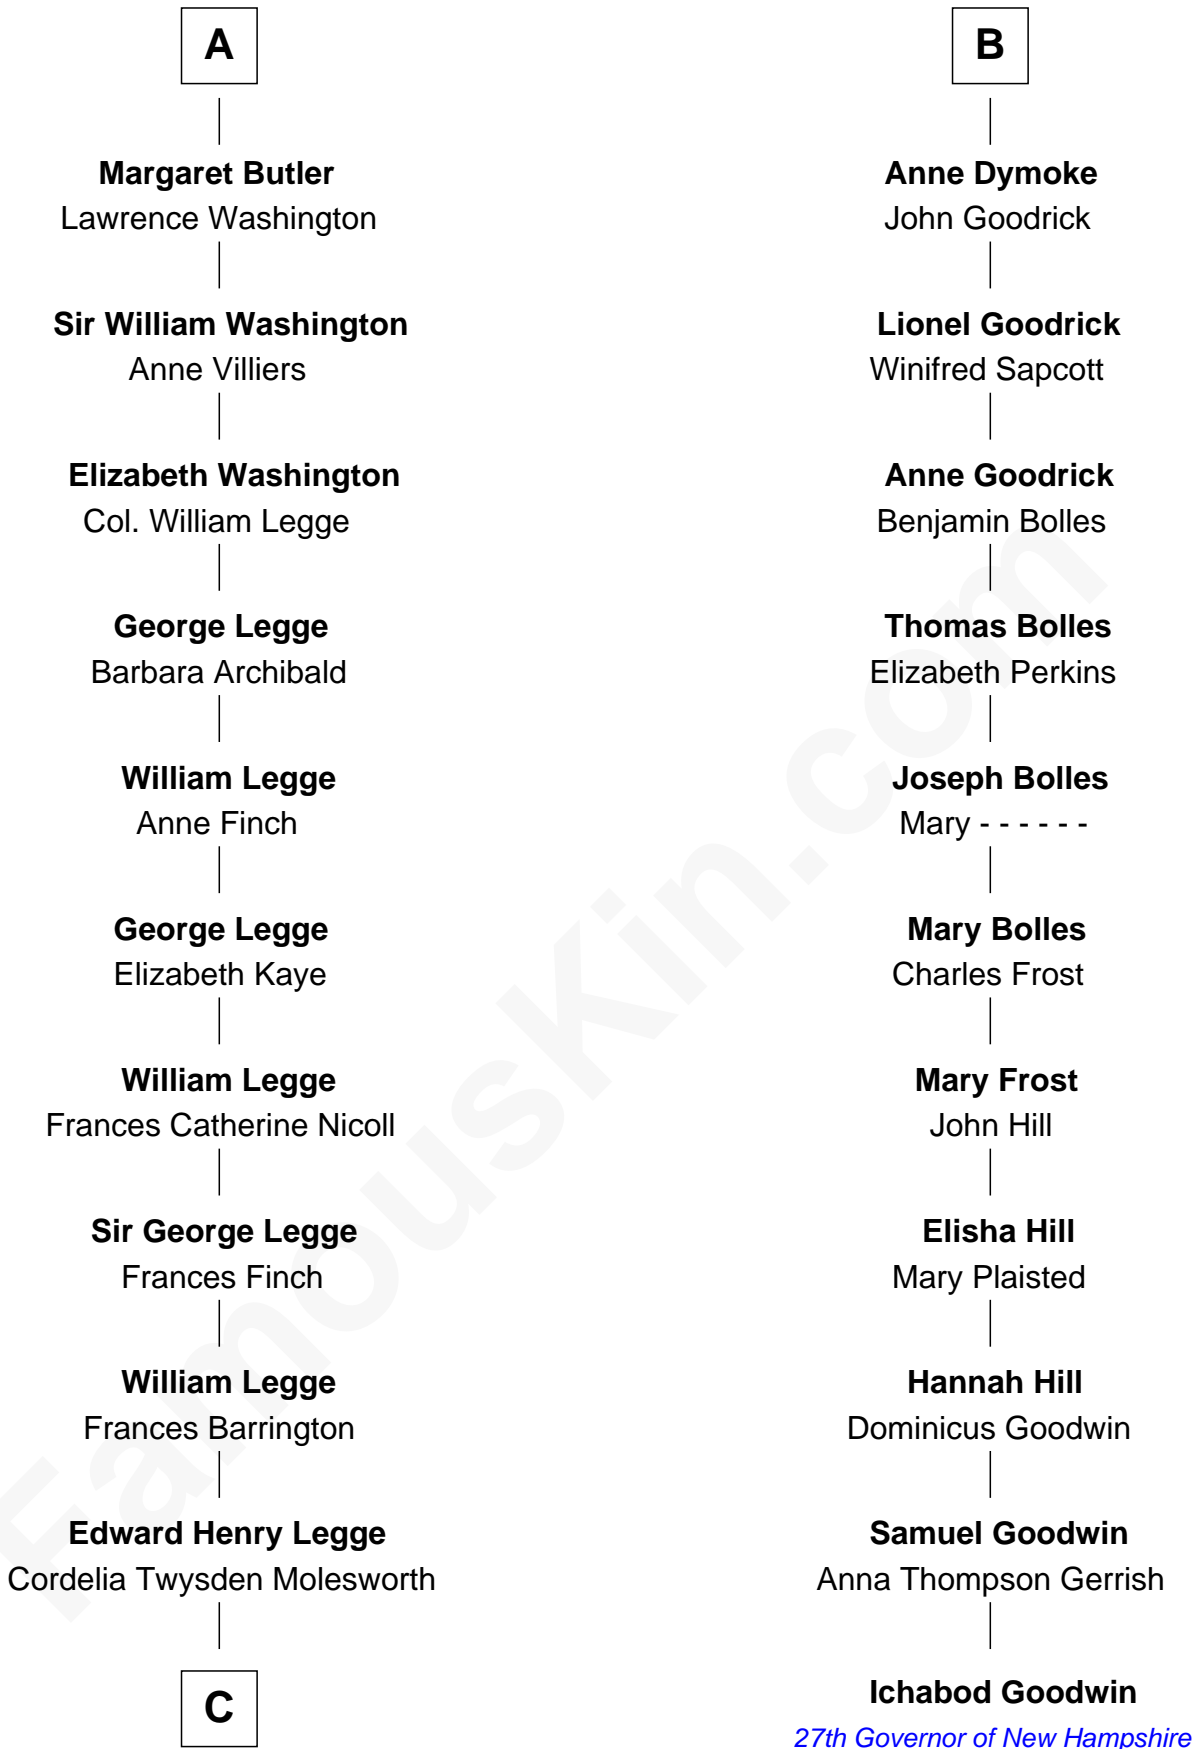 A
Margaret Butler
Lawrence Washington
Sir William Washington
Anne Villiers
Elizabeth Washington
Col. William Legge
George Legge
Barbara Archibald
William Legge
Anne Finch
George Legge
Elizabeth Kaye
William Legge
Frances Catherine Nicoll
Sir George Legge
Frances Finch
William Legge
Frances Barrington
Edward Henry Legge
Cordelia Twysden Molesworth
C
B
Anne Dymoke
John Goodrick
Lionel Goodrick
Winifred Sapcott
Anne Goodrick
Benjamin Bolles
Thomas Bolles
Elizabeth Perkins
Joseph Bolles
Mary - - - - - -
Mary Bolles
Charles Frost
Mary Frost
John Hill
Elisha Hill
Mary Plaisted
Hannah Hill
Dominicus Goodwin
Samuel Goodwin
Anna Thompson Gerrish
Ichabod Goodwin
27th Governor of New Hampshire
FamousKin.com